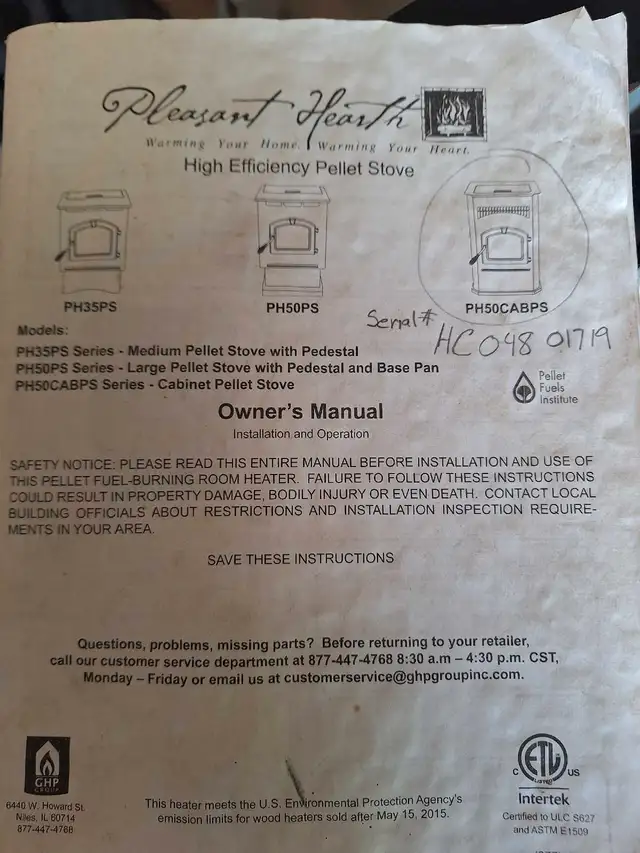 Pleasant Hearth™
Warming Your Home. Warming Your Heart.
High Efficiency Pellet Stove
PH35PS PH50PS PH50CABPS
Serial# HC048 01719
Models:
PH35PS Series - Medium Pellet Stove with Pedestal
PH50PS Series - Large Pellet Stove with Pedestal and Base Pan
PH50CABPS Series - Cabinet Pellet Stove
Pellet
Fuels
Institute
Owner's Manual
Installation and Operation
SAFETY NOTICE: PLEASE READ THIS ENTIRE MANUAL BEFORE INSTALLATION AND USE OF
THIS PELLET FUEL-BURNING ROOM HEATER. FAILURE TO FOLLOW THESE INSTRUCTIONS
COULD RESULT IN PROPERTY DAMAGE, BODILY INJURY OR EVEN DEATH. CONTACT LOCAL
BUILDING OFFICIALS ABOUT RESTRICTIONS AND INSTALLATION INSPECTION REQUIRE-
MENTS IN YOUR AREA.
SAVE THESE INSTRUCTIONS
Questions, problems, missing parts? Before returning to your retailer,
call our customer service department at 877-447-4768 8:30 a.m – 4:30 p.m. CST,
Monday – Friday or email us at customerservice@ghpgroupinc.com.
GHP
GROUP
6440 W. Howard St.
Niles, IL 60714
877-447-4768
This heater meets the U.S. Environmental Protection Agency's
emission limits for wood heaters sold after May 15, 2015.
C ETL US
LISTED
Intertek
Certified to ULC S627
and ASTM E1509